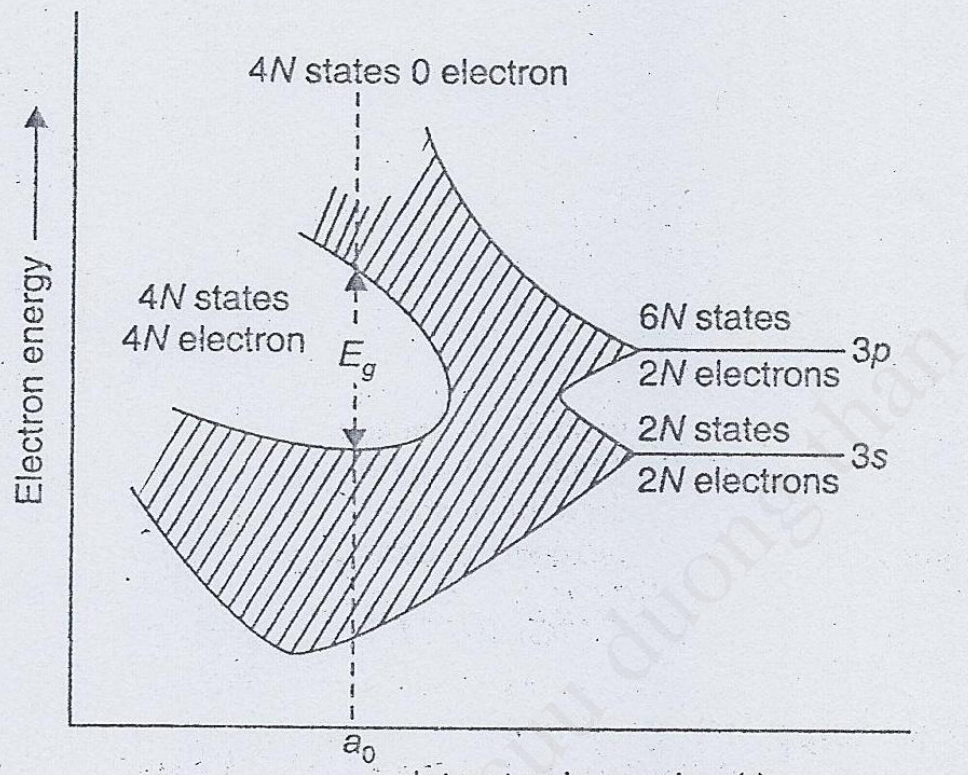 4N states 0 electron
Electron energy
4N states
4N electron
E_g
6N states
3p
2N electrons
2N states
3s
2N electrons
a_0